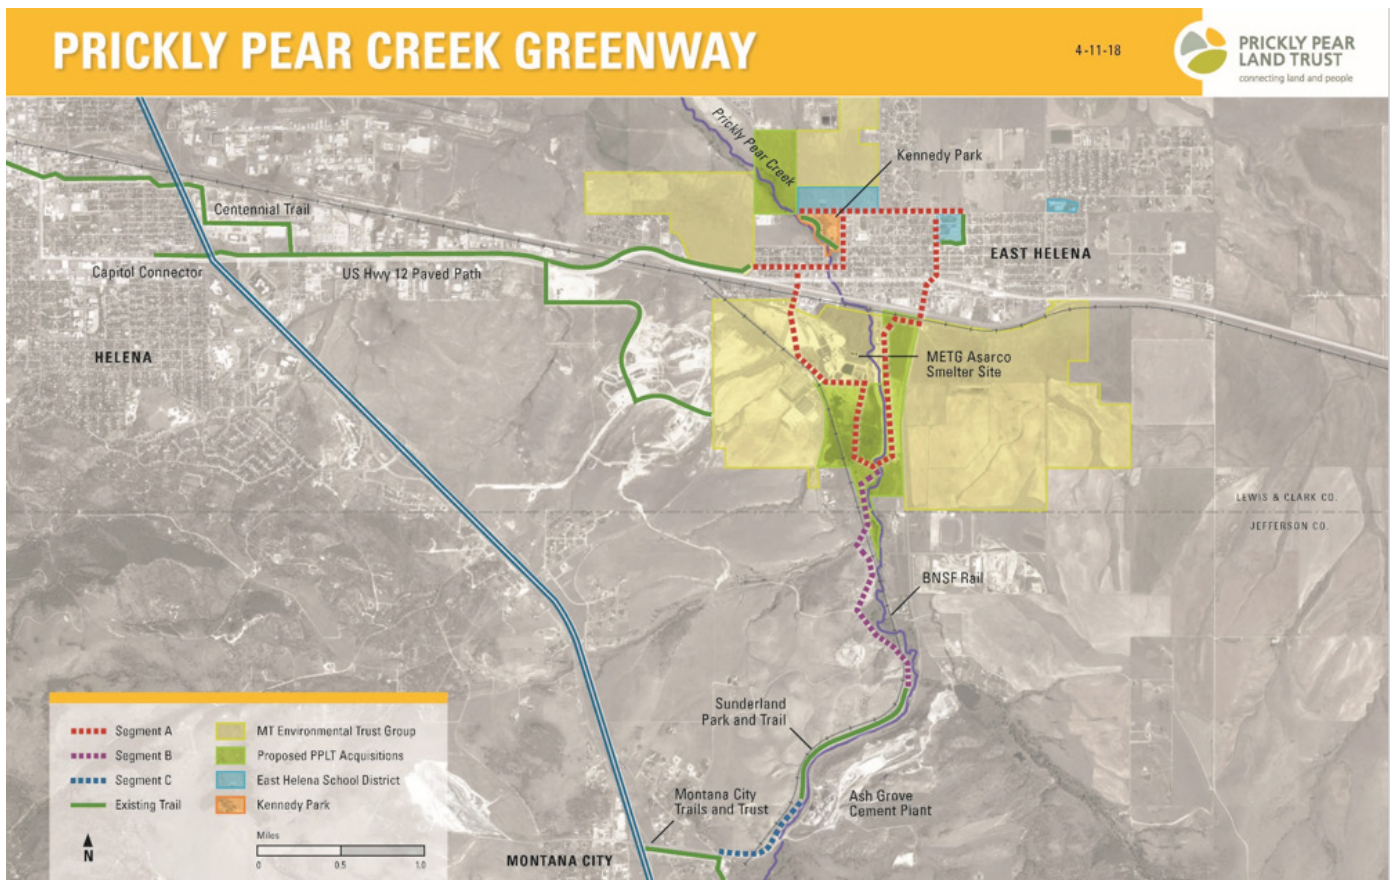 PRICKLY PEAR CREEK GREENWAY
4-11-18
PRICKLY PEAR
LAND TRUST
connecting land and people
Prickly Pear Creek
Kennedy Park
Centennial Trail
EAST HELENA
Capitol Connector
US Hwy 12 Paved Path
HELENA
METG Asarco
Smelter Site
LEWIS & CLARK CO.
JEFFERSON CO.
BNSF Rail
Sunderland
Park and Trail
Segment A
MT Environmental Trust Group
Segment B
Proposed PPLT Acquisitions
Segment C
East Helena School District
Existing Trail
Kennedy Park
Montana City
Trails and Trust
Ash Grove
Cement Plant
N
Miles
0
0.5
1.0
MONTANA CITY